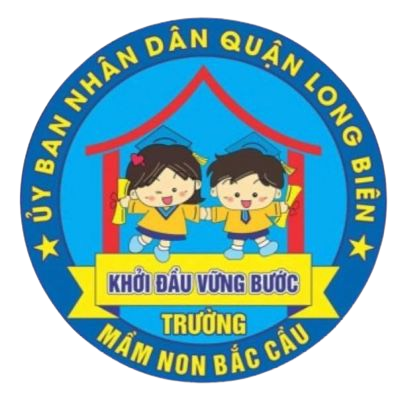 ỦY BAN NHÂN DÂN QUẬN LONG BIÊN
KHỞI ĐẦU VỮNG BƯỚC
TRƯỜNG
MẦM NON BẮC CẦU